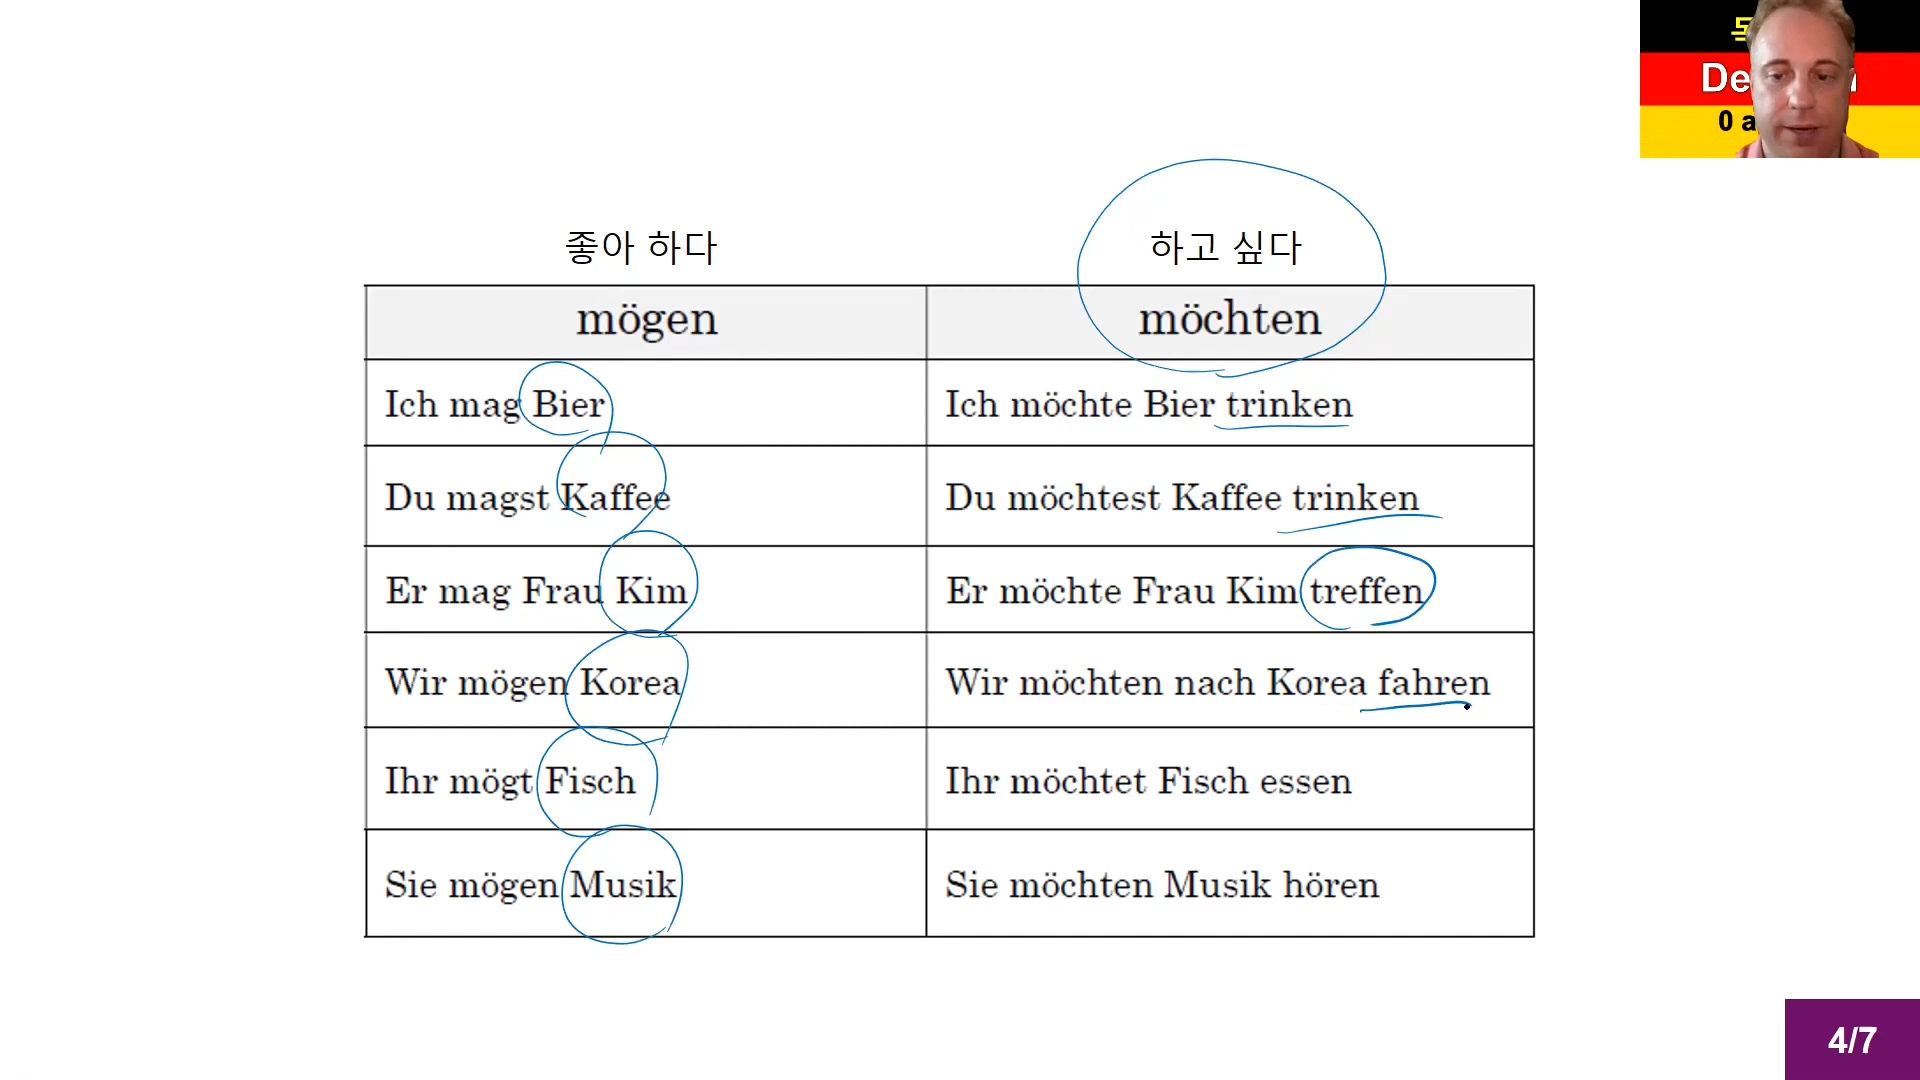 De
0 a
좋아 하다 하고 싶다
mögen möchten
Ich mag Bier Ich möchte Bier trinken
Du magst Kaffee Du möchtest Kaffee trinken
Er mag Frau Kim Er möchte Frau Kim treffen
Wir mögen Korea Wir möchten nach Korea fahren
Ihr mögt Fisch Ihr möchtet Fisch essen
Sie mögen Musik Sie möchten Musik hören
4/7